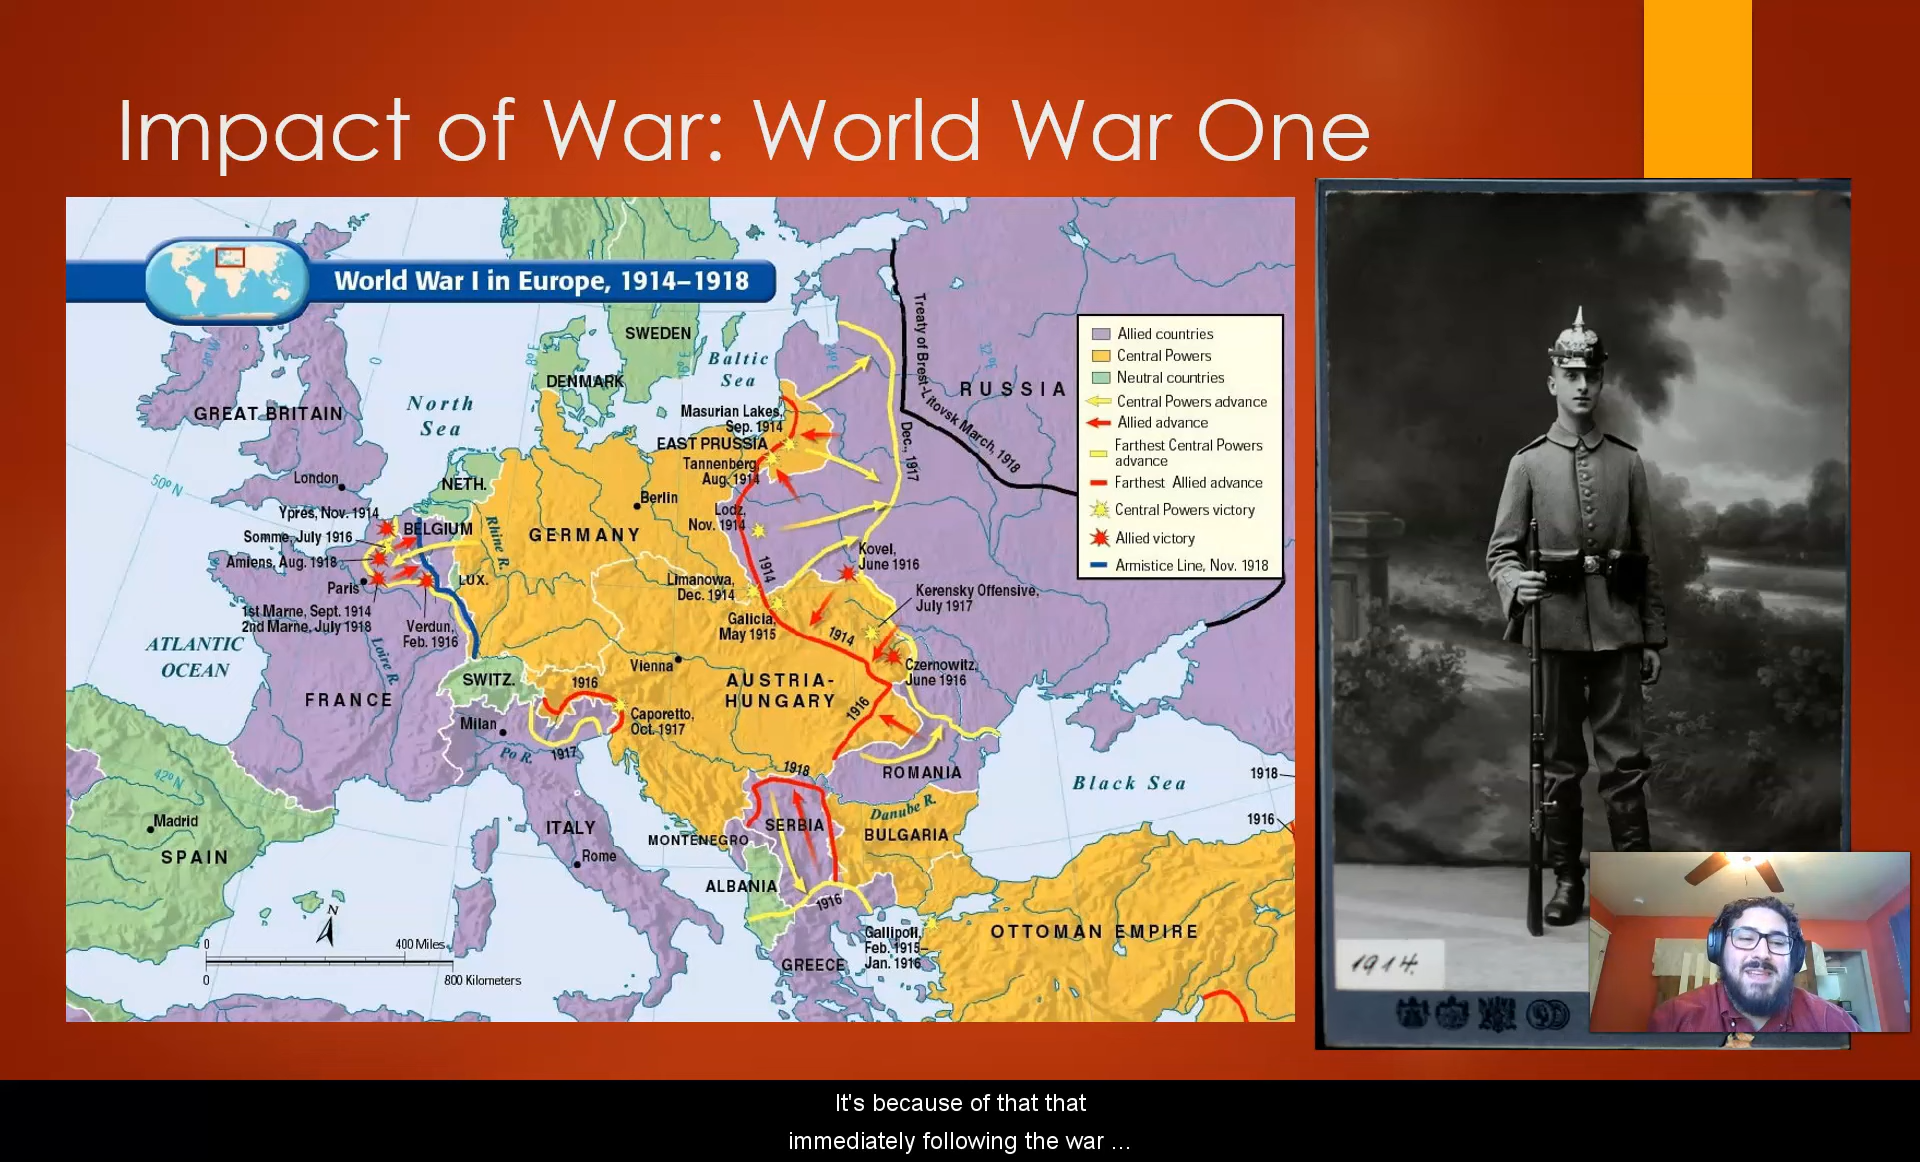 Impact of War: World War One
World War I in Europe, 1914–1918
SWEDEN
Baltic
Sea
DENMARK
North
Sea
GREAT BRITAIN
London
NETH.
50°N
Ypres, Nov. 1914
BELGIUM
Somme, July 1916
Amiens, Aug. 1918
Paris
LUX.
1st Marne, Sept. 1914
2nd Marne, July 1918
Verdun,
Feb. 1916
Rhine R.
Loire R.
ATLANTIC
OCEAN
FRANCE
SWITZ.
Milan
Po R.
1916
1917
Caporetto,
Oct. 1917
GERMANY
Berlin
Masurian Lakes,
Sep. 1914
EAST PRUSSIA
Tannenberg,
Aug. 1914
Lodz,
Nov. 1914
1914
Limanowa,
Dec. 1914
Galicia,
May 1915
1914
Kovel,
June 1916
Kerensky Offensive,
July 1917
Czernowitz,
June 1916
1916
Vienna
AUSTRIA-
HUNGARY
RUSSIA
Treaty of Brest-Litovsk March, 1918
Dec., 1917
24°E
32°E
8°E
0
Allied countries
Central Powers
Neutral countries
Central Powers advance
Allied advance
Farthest Central Powers
advance
Farthest Allied advance
Central Powers victory
Allied victory
Armistice Line, Nov. 1918
ROMANIA
Black Sea
1918
1916
Danube R.
BULGARIA
1918
SERBIA
MONTENEGRO
ALBANIA
1916
GREECE
Gallipoli,
Feb. 1915–
Jan. 1916
OTTOMAN EMPIRE
ITALY
Rome
42°N
Madrid
SPAIN
N
0
400 Miles
0
800 Kilometers
1914.
It's because of that that
immediately following the war ...